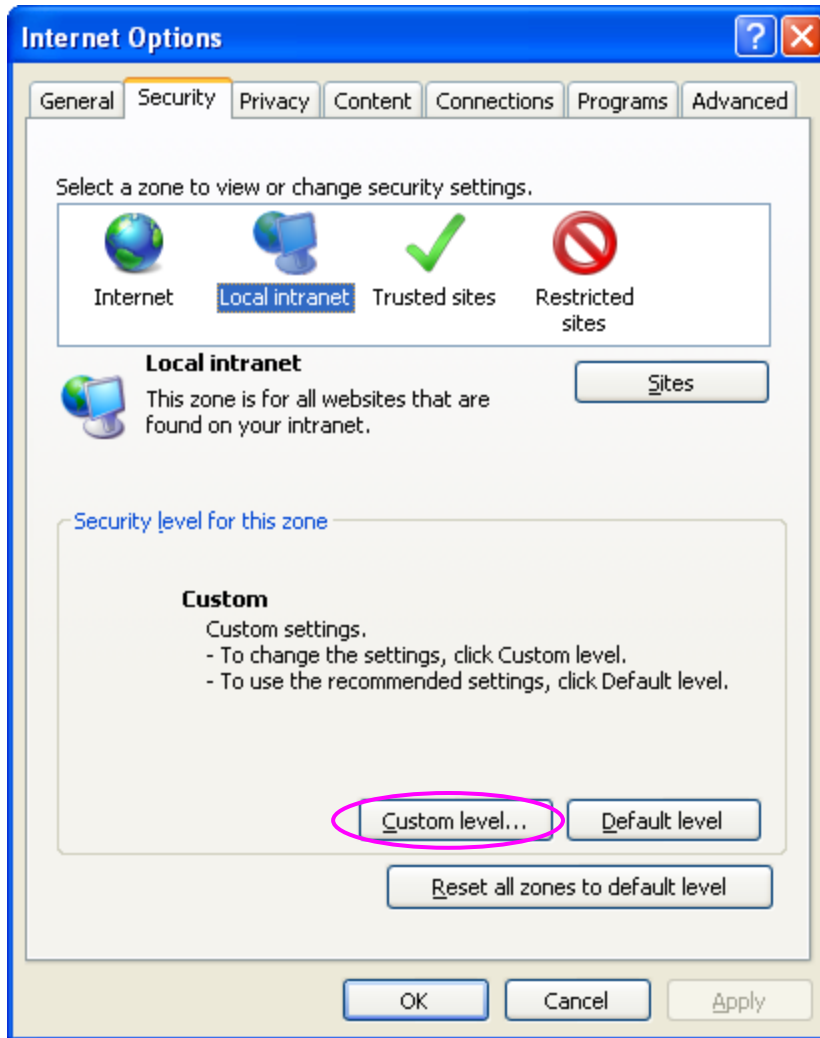 Internet Options
General Security Privacy Content Connections Programs Advanced
Select a zone to view or change security settings.
Internet Local intranet Trusted sites Restricted
sites
Local intranet
This zone is for all websites that are
found on your intranet.
Sites
Security level for this zone
Custom
Custom settings.
- To change the settings, click Custom level.
- To use the recommended settings, click Default level.
Custom level... Default level
Reset all zones to default level
OK Cancel Apply